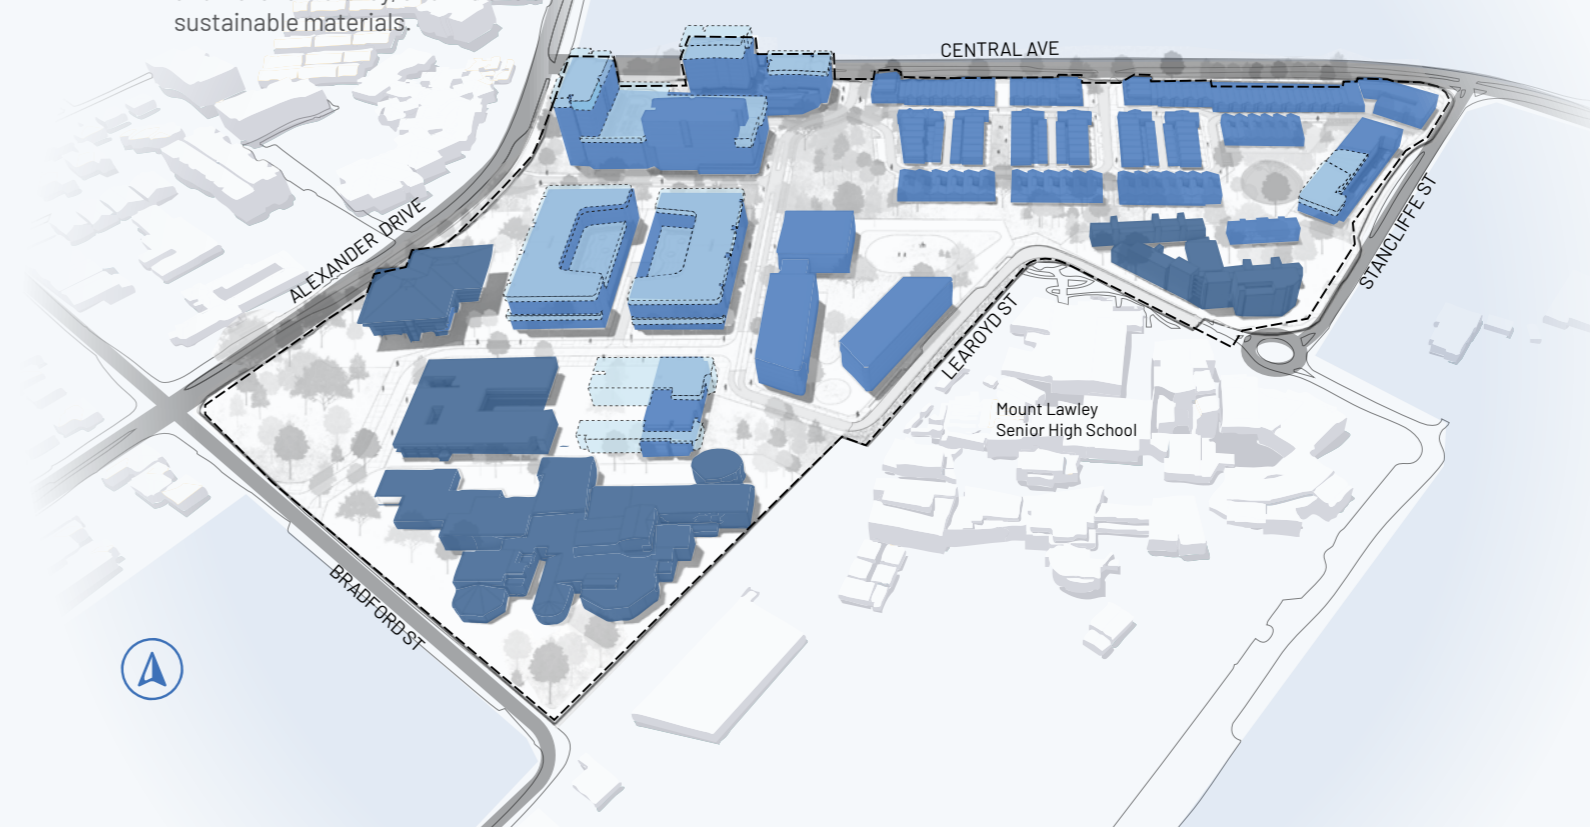 sustainable materials.
CENTRAL AVE
ALEXANDER DRIVE
STANCLIFFE ST
LEAROYD ST
Mount Lawley
Senior High School
BRADFORD ST